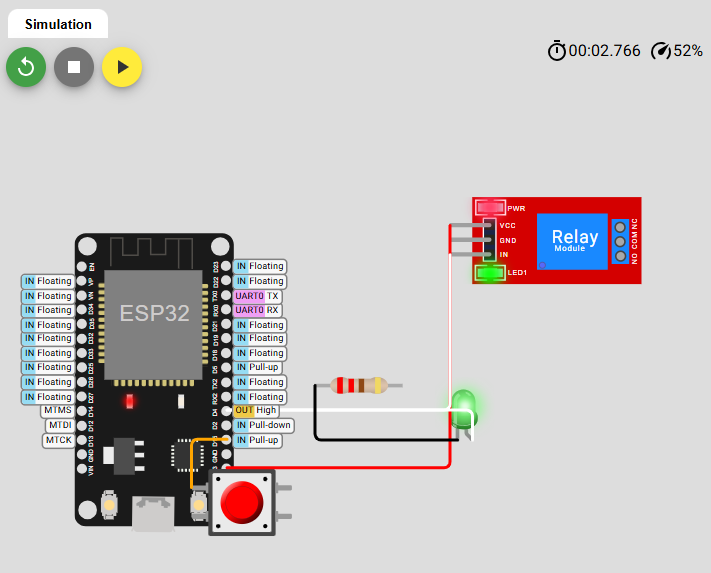 Simulation
00:02.766
52%
PWR
VCC
GND
IN
LED1
Relay
Module
NO COM NC
ESP32
EN
VP
VN
D34
D35
D32
D33
D25
D26
D27
D14
D12
D13
GND
VIN
IN Floating
IN Floating
IN Floating
IN Floating
IN Floating
IN Floating
IN Floating
IN Floating
IN Floating
MTMS
MTDI
MTCK
D23
D22
TX0
RX0
D21
D19
D18
D5
TX2
RX2
D4
D2
GND
IN Floating
IN Floating
UART0 TX
UART0 RX
IN Floating
IN Floating
IN Floating
IN Pull-up
IN Floating
IN Floating
OUT High
IN Pull-down
IN Pull-up